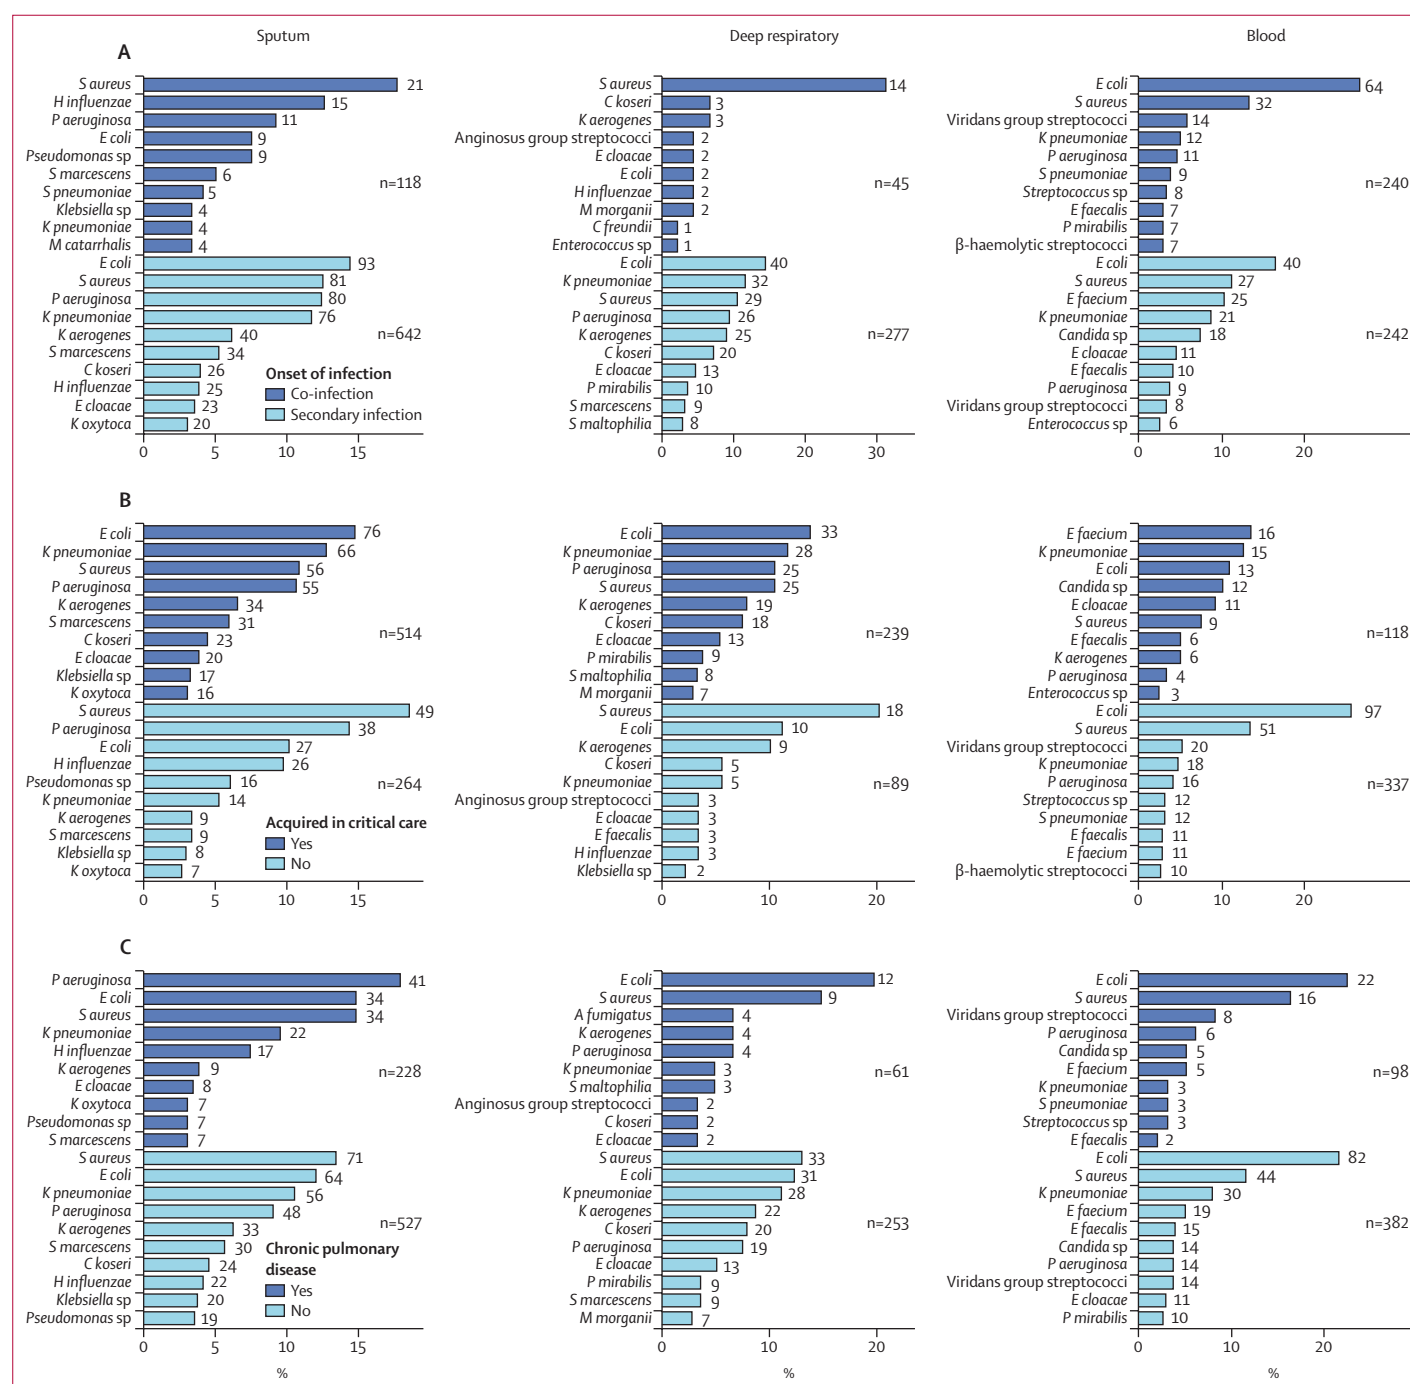 Sputum
Deep respiratory
Blood
A
S aureus 21
H influenzae 15
P aeruginosa 11
E coli 9
Pseudomonas sp 9
S marcescens 6
S pneumoniae 5
Klebsiella sp 4
K pneumoniae 4
M catarrhalis 4
n=118
E coli 93
S aureus 81
P aeruginosa 80
K pneumoniae 76
K aerogenes 40
S marcescens 34
C koseri 26
H influenzae 25
E cloacae 23
K oxytoca 20
n=642
Onset of infection
Co-infection
Secondary infection
0 5 10 15
S aureus 14
C koseri 3
K aerogenes 3
Anginosus group streptococci 2
E cloacae 2
E coli 2
H influenzae 2
M morganii 2
C freundii 1
Enterococcus sp 1
n=45
E coli 40
K pneumoniae 32
S aureus 29
P aeruginosa 26
K aerogenes 25
C koseri 20
E cloacae 13
P mirabilis 10
S marcescens 9
S maltophilia 8
n=277
0 10 20 30
E coli 64
S aureus 32
Viridans group streptococci 14
K pneumoniae 12
P aeruginosa 11
S pneumoniae 9
Streptococcus sp 8
E faecalis 7
P mirabilis 7
β-haemolytic streptococci 7
n=240
E coli 40
S aureus 27
E faecium 25
K pneumoniae 21
Candida sp 18
E cloacae 11
E faecalis 10
P aeruginosa 9
Viridans group streptococci 8
Enterococcus sp 6
n=242
0 10 20
B
E coli 76
K pneumoniae 66
S aureus 56
P aeruginosa 55
K aerogenes 34
S marcescens 31
C koseri 23
E cloacae 20
Klebsiella sp 17
K oxytoca 16
n=514
S aureus 49
P aeruginosa 38
E coli 27
H influenzae 26
Pseudomonas sp 16
K pneumoniae 14
K aerogenes 9
S marcescens 9
Klebsiella sp 8
K oxytoca 7
n=264
Acquired in critical care
Yes
No
0 5 10 15
E coli 33
K pneumoniae 28
P aeruginosa 25
S aureus 25
K aerogenes 19
C koseri 18
E cloacae 13
P mirabilis 9
S maltophilia 8
M morganii 7
n=239
S aureus 18
E coli 10
K aerogenes 9
C koseri 5
K pneumoniae 5
Anginosus group streptococci 3
E cloacae 3
E faecalis 3
H influenzae 3
Klebsiella sp 2
n=89
0 10 20
E faecium 16
K pneumoniae 15
E coli 13
Candida sp 12
E cloacae 11
S aureus 9
E faecalis 6
K aerogenes 6
P aeruginosa 4
Enterococcus sp 3
n=118
E coli 97
S aureus 51
Viridans group streptococci 20
K pneumoniae 18
P aeruginosa 16
Streptococcus sp 12
S pneumoniae 12
E faecalis 11
E faecium 11
β-haemolytic streptococci 10
n=337
0 10 20
C
P aeruginosa 41
E coli 34
S aureus 34
K pneumoniae 22
H influenzae 17
K aerogenes 9
E cloacae 8
K oxytoca 7
Pseudomonas sp 7
S marcescens 7
n=228
S aureus 71
E coli 64
K pneumoniae 56
P aeruginosa 48
K aerogenes 33
S marcescens 30
C koseri 24
H influenzae 22
Klebsiella sp 20
Pseudomonas sp 19
n=527
Chronic pulmonary
disease
Yes
No
0 5 10 15
%
E coli 12
S aureus 9
A fumigatus 4
K aerogenes 4
P aeruginosa 4
K pneumoniae 3
S maltophilia 3
Anginosus group streptococci 2
C koseri 2
E cloacae 2
n=61
S aureus 33
E coli 31
K pneumoniae 28
K aerogenes 22
C koseri 20
P aeruginosa 19
E cloacae 13
P mirabilis 9
S marcescens 9
M morganii 7
n=253
0 10 20
%
E coli 22
S aureus 16
Viridans group streptococci 8
P aeruginosa 6
Candida sp 5
E faecium 5
K pneumoniae 3
S pneumoniae 3
Streptococcus sp 3
E faecalis 2
n=98
E coli 82
S aureus 44
K pneumoniae 30
E faecium 19
E faecalis 15
Candida sp 14
P aeruginosa 14
Viridans group streptococci 14
E cloacae 11
P mirabilis 10
n=382
0 10 20
%